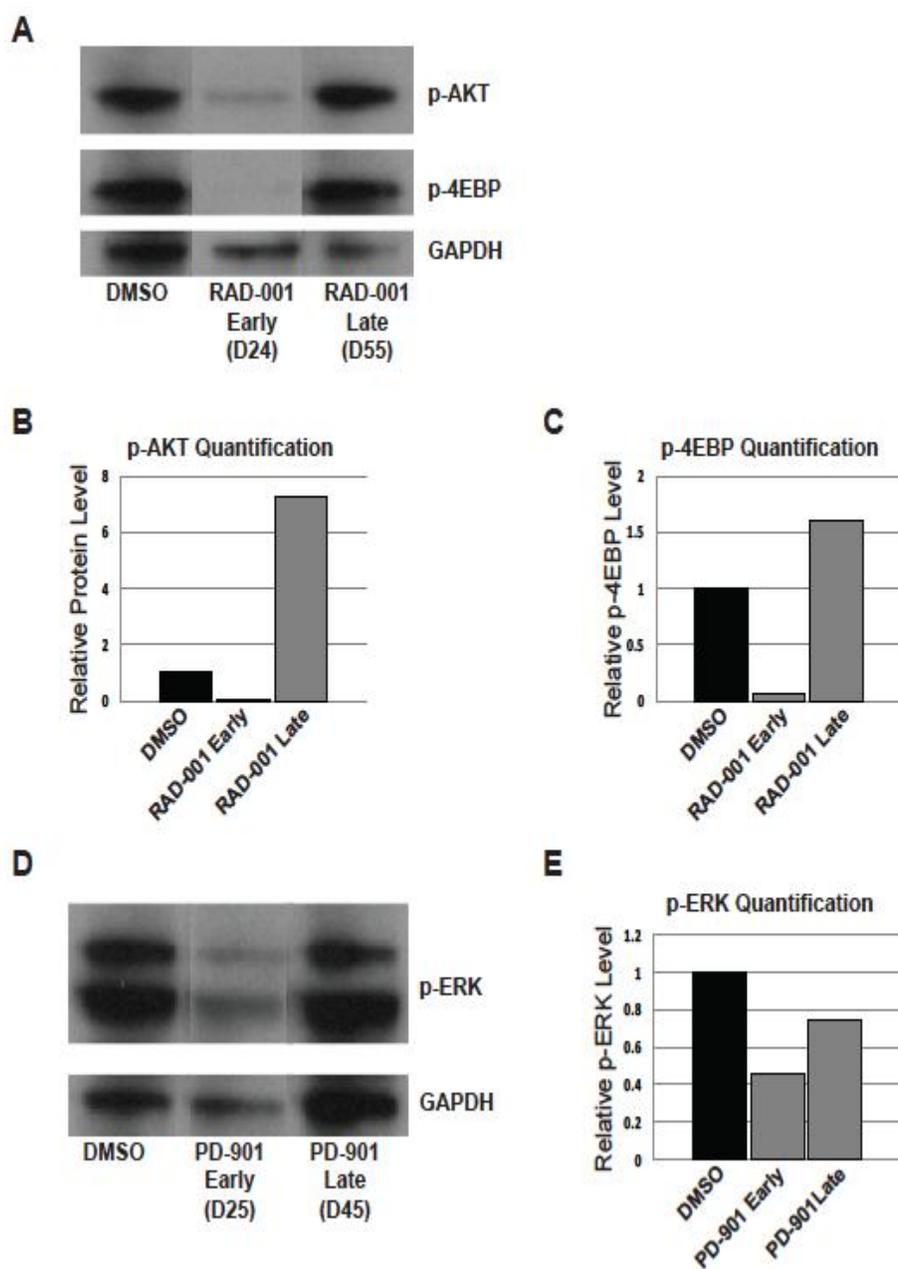 A
p-AKT
p-4EBP
GAPDH
DMSO
RAD-001
Early
(D24)
RAD-001
Late
(D55)
B
p-AKT Quantification
Relative Protein Level
8
6
4
2
0
DMSO
RAD-001 Early
RAD-001 Late
C
p-4EBP Quantification
Relative p-4EBP Level
2
1.5
1
0.5
0
DMSO
RAD-001 Early
RAD-001 Late
D
p-ERK
GAPDH
DMSO
PD-901
Early
(D25)
PD-901
Late
(D45)
E
p-ERK Quantification
Relative p-ERK Level
1.2
1
0.8
0.6
0.4
0.2
0
DMSO
PD-901 Early
PD-901Late